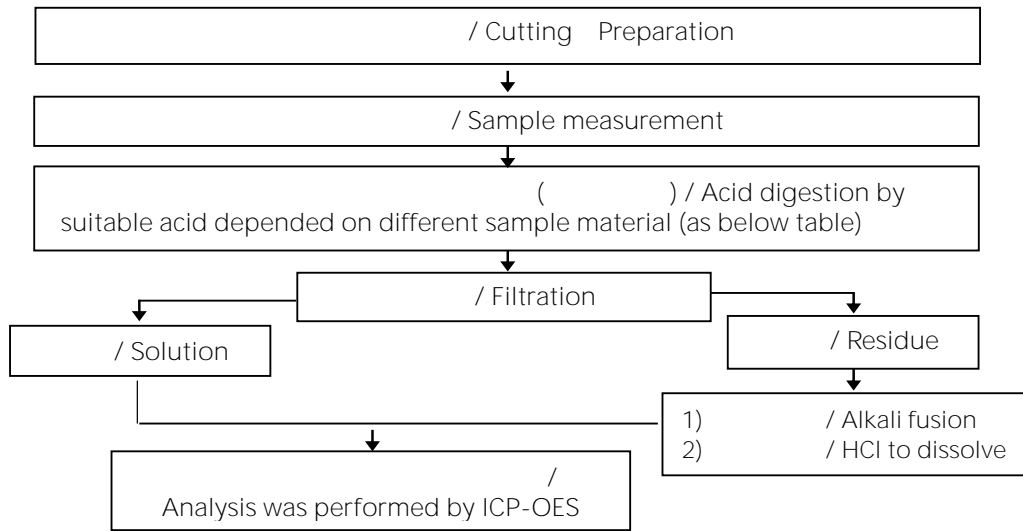 / Cutting Preparation
/ Sample measurement
( ) / Acid digestion by
suitable acid depended on different sample material (as below table)
/ Filtration
/ Solution
/ Residue
1) / Alkali fusion
2) / HCl to dissolve
/
Analysis was performed by ICP-OES